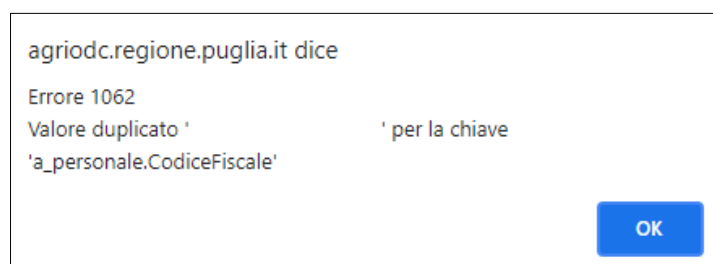 agriodc.regione.puglia.it dice
Errore 1062
Valore duplicato ' ' per la chiave
'a_personale.CodiceFiscale'
OK